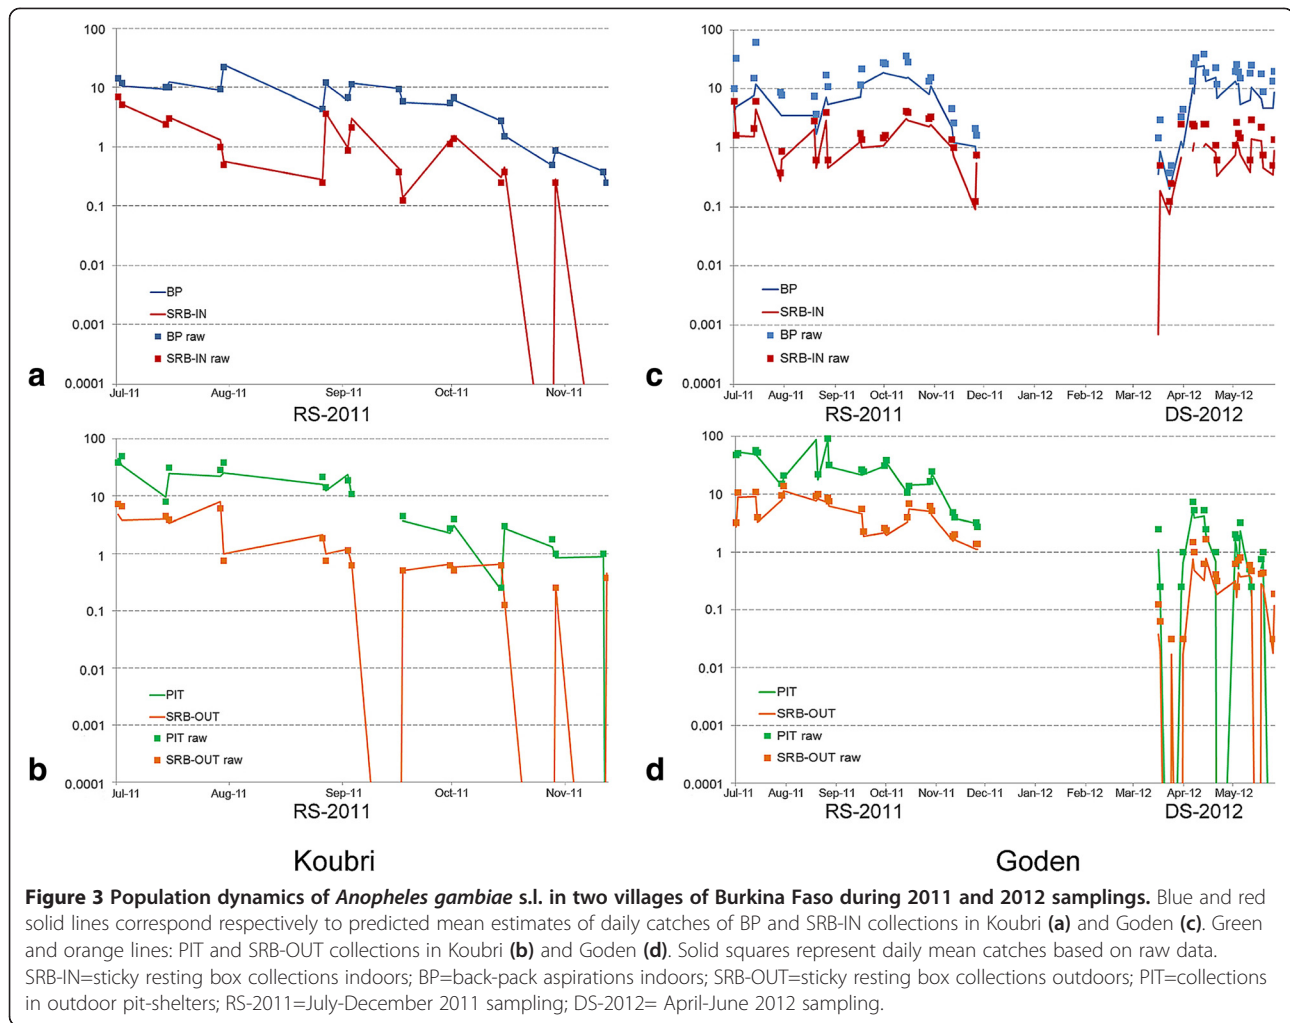 100
10
1
0.1
0.01
0.001
0.0001
BP
SRB-IN
BP raw
SRB-IN raw
a
Jul-11 Aug-11 Sep-11 Oct-11 Nov-11
RS-2011
100
10
1
0.1
0.01
0.001
0.0001
BP
SRB-IN
BP raw
SRB-IN raw
c
Jul-11 Aug-11 Sep-11 Oct-11 Nov-11 Dec-11 Jan-12 Feb-12 Mar-12 Apr-12 May-12
RS-2011 DS-2012
100
10
1
0.1
0.01
0.001
0.0001
PIT
SRB-OUT
PIT raw
SRB-OUT raw
b
Jul-11 Aug-11 Sep-11 Oct-11 Nov-11
RS-2011
100
10
1
0.1
0.01
0.001
0.0001
PIT
SRB-OUT
PIT raw
SRB-OUT raw
d
Jul-11 Aug-11 Sep-11 Oct-11 Nov-11 Dec-11 Jan-12 Feb-12 Mar-12 Apr-12 May-12
RS-2011 DS-2012
Koubri Goden
Figure 3 Population dynamics of Anopheles gambiae s.l. in two villages of Burkina Faso during 2011 and 2012 samplings. Blue and red
solid lines correspond respectively to predicted mean estimates of daily catches of BP and SRB-IN collections in Koubri (a) and Goden (c). Green
and orange lines: PIT and SRB-OUT collections in Koubri (b) and Goden (d). Solid squares represent daily mean catches based on raw data.
SRB-IN=sticky resting box collections indoors; BP=back-pack aspirations indoors; SRB-OUT=sticky resting box collections outdoors; PIT=collections
in outdoor pit-shelters; RS-2011=July-December 2011 sampling; DS-2012= April-June 2012 sampling.